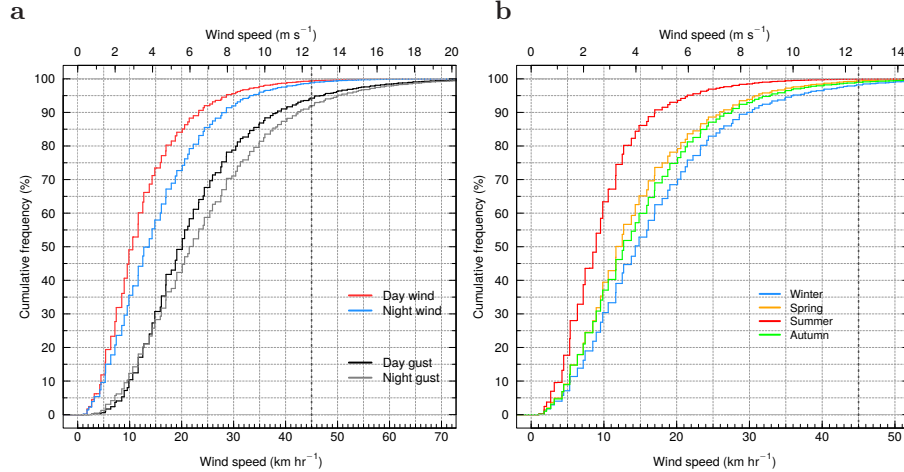 a
Wind speed (m s⁻¹)
0 2 4 6 8 10 12 14 16 18 20
100
90
80
70
60
50
40
30
20
10
0
Cumulative frequency (%)
Day wind
Night wind
Day gust
Night gust
0 10 20 30 40 50 60 70
Wind speed (km hr⁻¹)
b
Wind speed (m s⁻¹)
0 2 4 6 8 10 12 14
100
90
80
70
60
50
40
30
20
10
0
Cumulative frequency (%)
Winter
Spring
Summer
Autumn
0 10 20 30 40 50
Wind speed (km hr⁻¹)